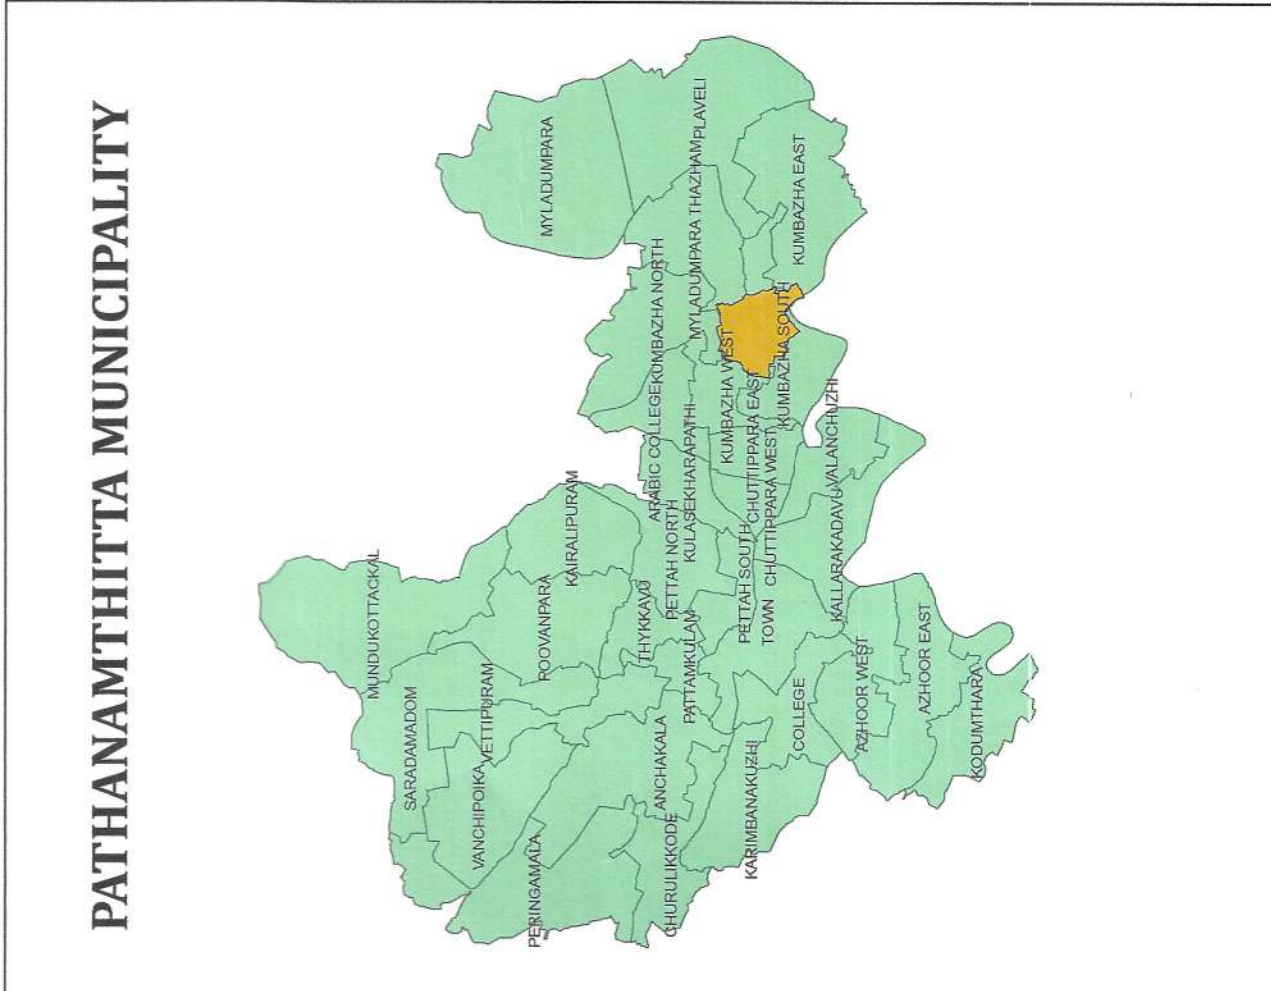 PATHANAMTHITTA MUNICIPALITY
MUNDUKOTTACKAL
SARADAMADOM
VETTIPURAM
VANCHIPOIKA
PERINGAMALA
POOVANPARA
KAIRALIPURAM
MYLADUMPARA
THYKKAVU
CHURULIKKODE
ANCHAKALA
PATTAMKULAM
PETTAH NORTH
ARABIC COLLEGE
KUMBAZHA NORTH
KULASEKHARAPATHI
MYLADUMPARA THAZHAM
PLAVELI
KUMBAZHA WEST
KARIMBANAKUZHI
PETTAH SOUTH
CHUTTIPPARA EAST
TOWN
CHUTTIPPARA WEST
KUMBAZHA SOUTH
KUMBAZHA EAST
COLLEGE
KALLARAKADAVU
VALANCHUZHI
AZHOOR WEST
AZHOOR EAST
KODUMTHARA